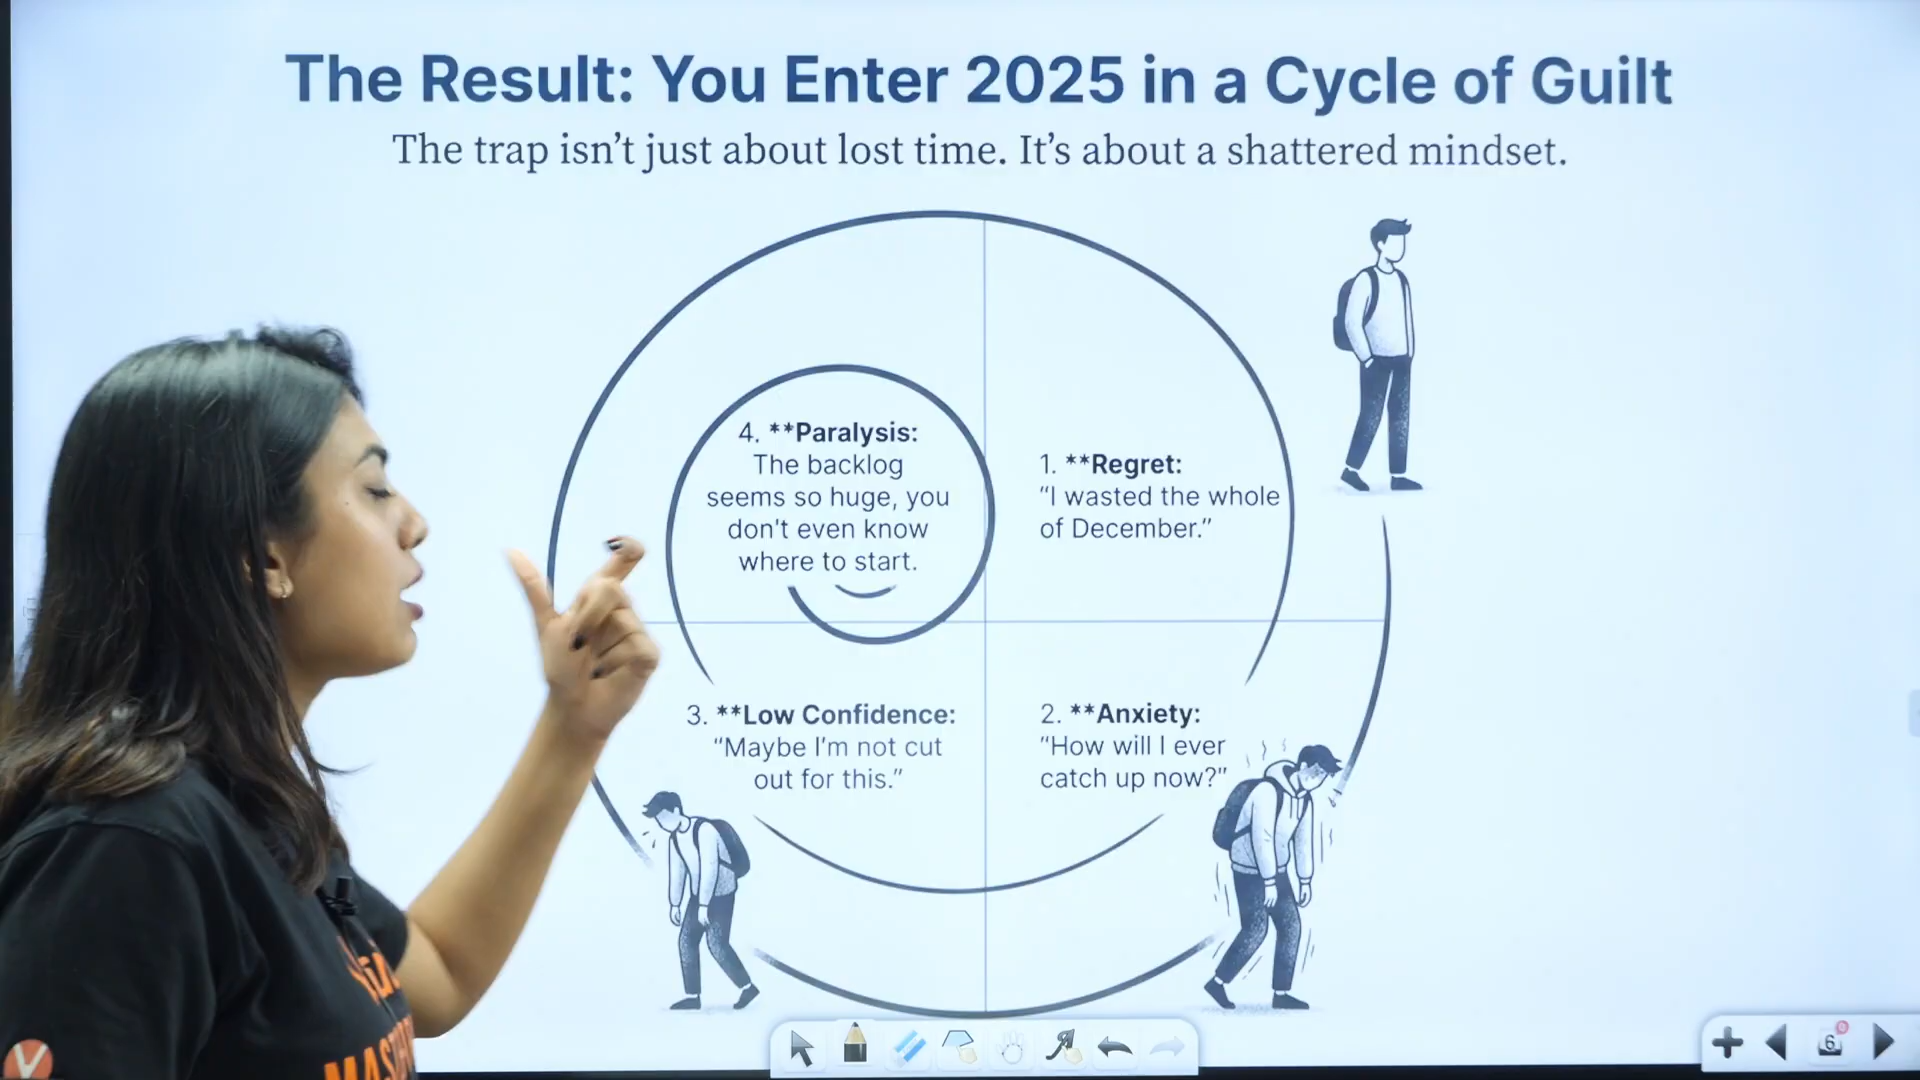 The Result: You Enter 2025 in a Cycle of Guilt
The trap isn’t just about lost time. It’s about a shattered mindset.
4. **Paralysis:
The backlog
seems so huge, you
don't even know
where to start.
1. **Regret:
“I wasted the whole
of December.”
3. **Low Confidence:
“Maybe I’m not cut
out for this.”
2. **Anxiety:
“How will I ever
catch up now?”
6
V